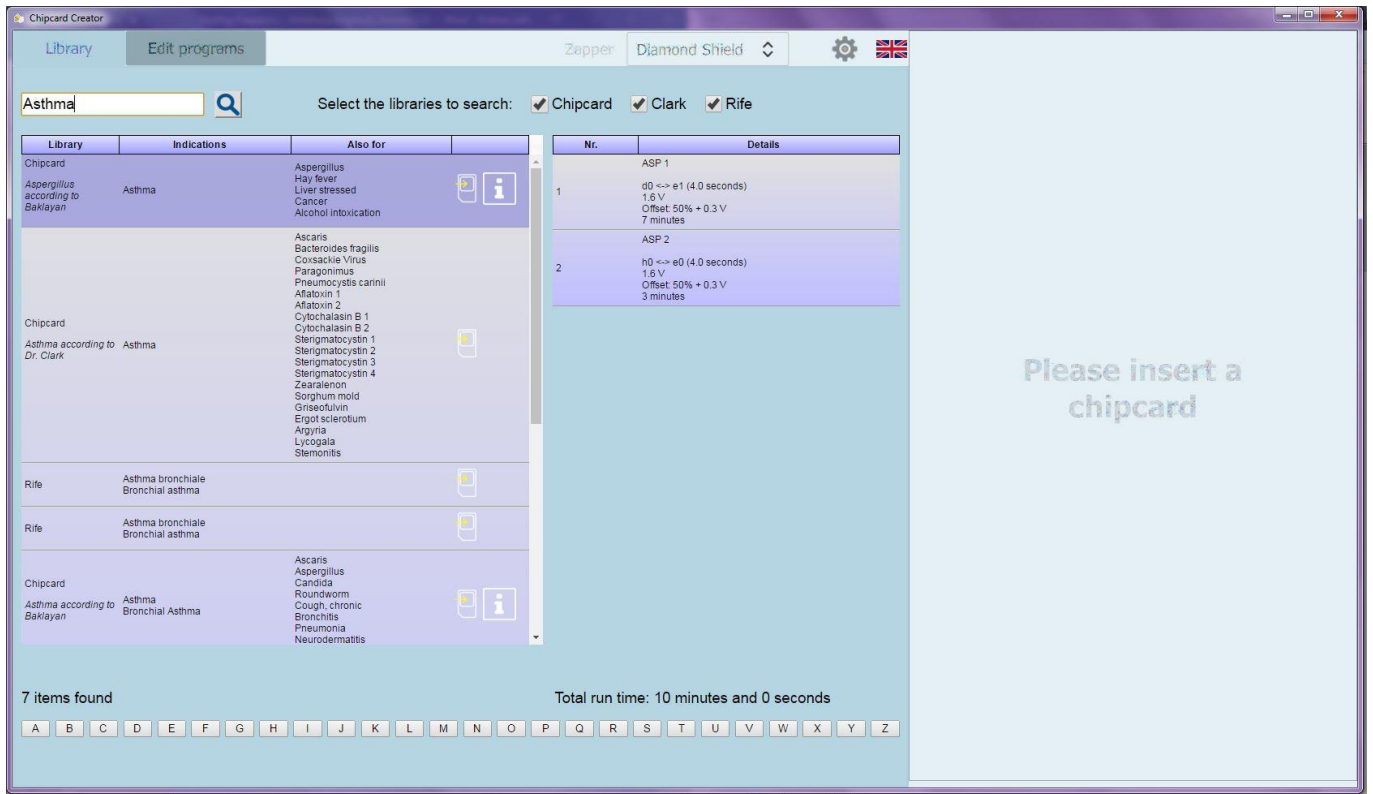 Chipcard Creator
Library
Edit programs
Zapper
Diamond Shield
Asthma
Select the libraries to search:
Chipcard
Clark
Rife
Library Indications Also for
Chipcard
Aspergillus
according to
Baklayan
Asthma
Aspergillus
Hay fever
Liver stressed
Cancer
Alcohol intoxication
Chipcard
Asthma according to
Dr. Clark
Asthma
Ascaris
Bacteroides fragilis
Coxsackie Virus
Paragonimus
Pneumocystis carinii
Aflatoxin 1
Aflatoxin 2
Cytochalasin B 1
Cytochalasin B 2
Sterigmatocystin 1
Sterigmatocystin 2
Sterigmatocystin 3
Sterigmatocystin 4
Zearalenon
Sorghum mold
Griseofulvin
Ergot sclerotium
Argyria
Lycogala
Stemonitis
Rife
Asthma bronchiale
Bronchial asthma
Rife
Asthma bronchiale
Bronchial asthma
Chipcard
Asthma according to
Baklayan
Asthma
Bronchial Asthma
Ascaris
Aspergillus
Candida
Roundworm
Cough, chronic
Bronchitis
Pneumonia
Neurodermatitis
7 items found
Nr. Details
1
ASP 1
d0 <-> e1 (4.0 seconds)
1.6 V
Offset: 50% + 0.3 V
7 minutes
2
ASP 2
h0 <-> e0 (4.0 seconds)
1.6 V
Offset: 50% + 0.3 V
3 minutes
Total run time: 10 minutes and 0 seconds
A B C D E F G H I J K L M N O P Q R S T U V W X Y Z
Please insert a
chipcard